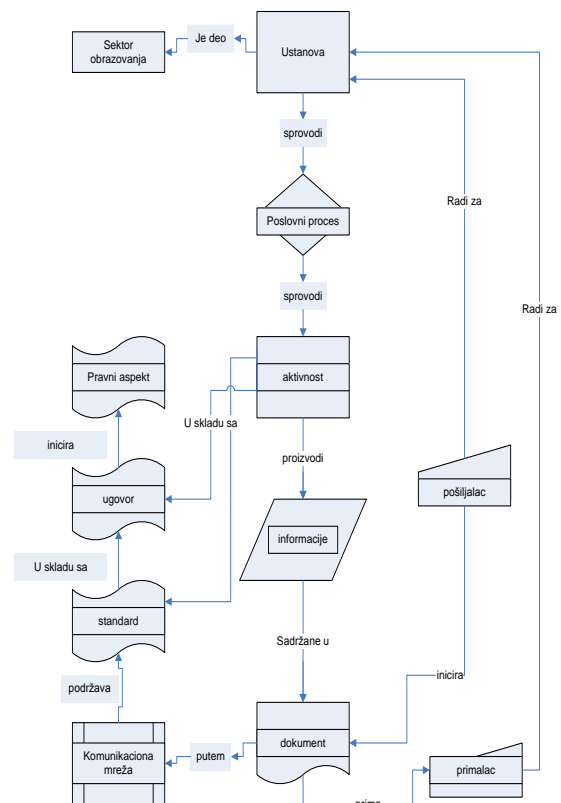 Sektor
obrazovanja
Je deo
Ustanova
sprovodi
Poslovni proces
Radi za
sprovodi
Radi za
Pravni aspekt
aktivnost
U skladu sa
inicira
proizvodi
ugovor
pošiljalac
informacije
U skladu sa
standard
Sadržane u
inicira
podržava
dokument
Komunikaciona
mreža
putem
primalac